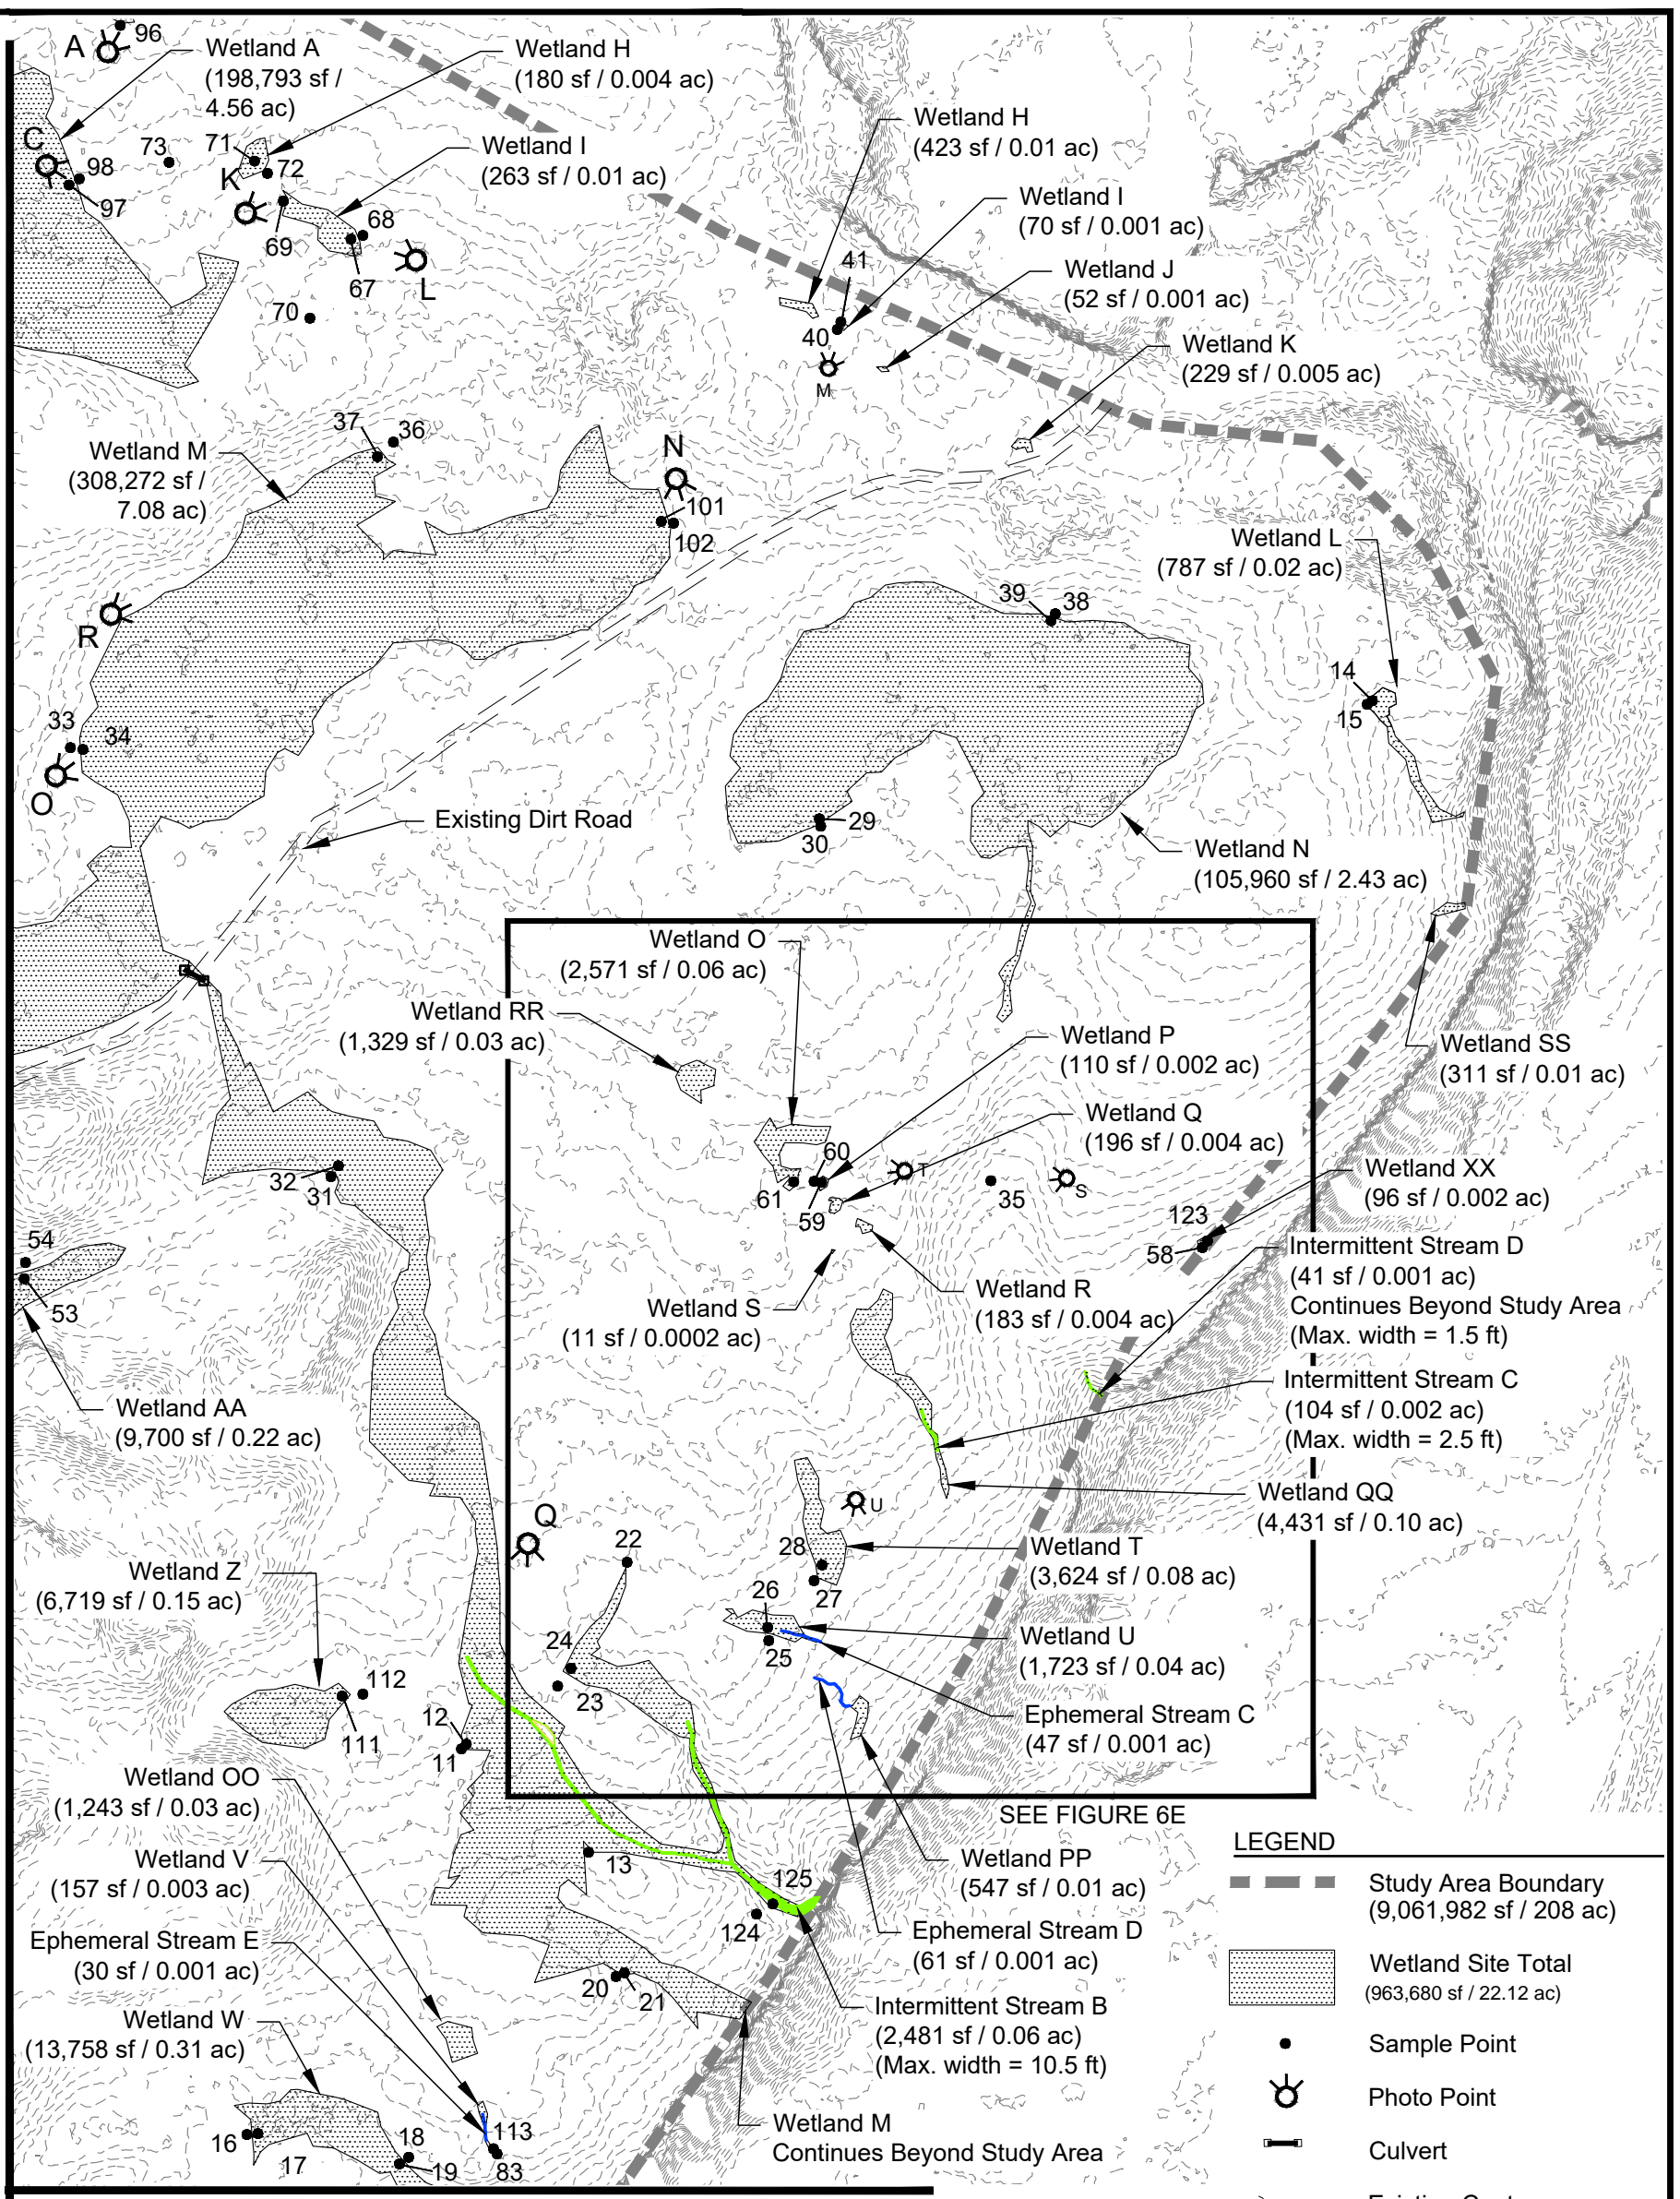 A
96
Wetland A
(198,793 sf /
4.56 ac)
Wetland H
(180 sf / 0.004 ac)
Wetland I
(263 sf / 0.01 ac)
C
98
97
73
71
72
K
69
68
67
L
70
Wetland H
(423 sf / 0.01 ac)
Wetland I
(70 sf / 0.001 ac)
41
Wetland J
(52 sf / 0.001 ac)
40
M
Wetland K
(229 sf / 0.005 ac)
37
36
Wetland M
(308,272 sf /
7.08 ac)
N
101
102
Wetland L
(787 sf / 0.02 ac)
39
38
R
14
15
33
34
O
Existing Dirt Road
29
30
Wetland N
(105,960 sf / 2.43 ac)
Wetland O
(2,571 sf / 0.06 ac)
Wetland RR
(1,329 sf / 0.03 ac)
Wetland P
(110 sf / 0.002 ac)
Wetland SS
(311 sf / 0.01 ac)
Wetland Q
(196 sf / 0.004 ac)
60
T
35
S
61
59
32
31
Wetland XX
(96 sf / 0.002 ac)
123
58
54
53
Intermittent Stream D
(41 sf / 0.001 ac)
Continues Beyond Study Area
(Max. width = 1.5 ft)
Wetland R
(183 sf / 0.004 ac)
Wetland S
(11 sf / 0.0002 ac)
Wetland AA
(9,700 sf / 0.22 ac)
Intermittent Stream C
(104 sf / 0.002 ac)
(Max. width = 2.5 ft)
Wetland QQ
(4,431 sf / 0.10 ac)
Q
U
22
28
27
Wetland T
(3,624 sf / 0.08 ac)
Wetland Z
(6,719 sf / 0.15 ac)
26
25
Wetland U
(1,723 sf / 0.04 ac)
24
23
112
111
12
11
Ephemeral Stream C
(47 sf / 0.001 ac)
Wetland OO
(1,243 sf / 0.03 ac)
SEE FIGURE 6E
Wetland V
(157 sf / 0.003 ac)
13
125
124
Wetland PP
(547 sf / 0.01 ac)
Ephemeral Stream E
(30 sf / 0.001 ac)
Ephemeral Stream D
(61 sf / 0.001 ac)
20
21
Intermittent Stream B
(2,481 sf / 0.06 ac)
(Max. width = 10.5 ft)
Wetland W
(13,758 sf / 0.31 ac)
16
17
18
19
113
83
Wetland M
Continues Beyond Study Area
LEGEND
Study Area Boundary
(9,061,982 sf / 208 ac)
Wetland Site Total
(963,680 sf / 22.12 ac)
Sample Point
Photo Point
Culvert